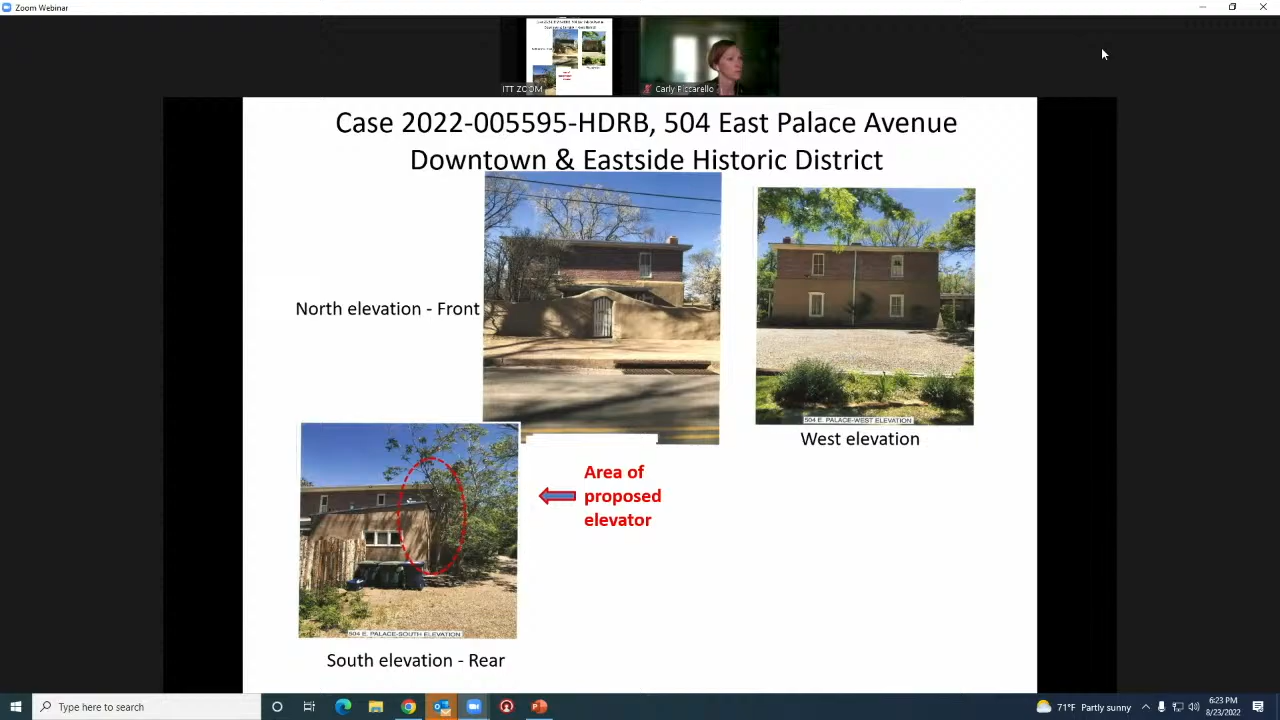 Zoom Webinar
ITT ZOOM
Carly Piccarello
Case 2022-005595-HDRB, 504 East Palace Avenue
Downtown & Eastside Historic District
North elevation - Front
504 E. PALACE-WEST ELEVATION
West elevation
Area of
proposed
elevator
504 E. PALACE-SOUTH ELEVATION
South elevation - Rear
Type here to search
71°F Partly sunny
6:23 PM
8/23/2022